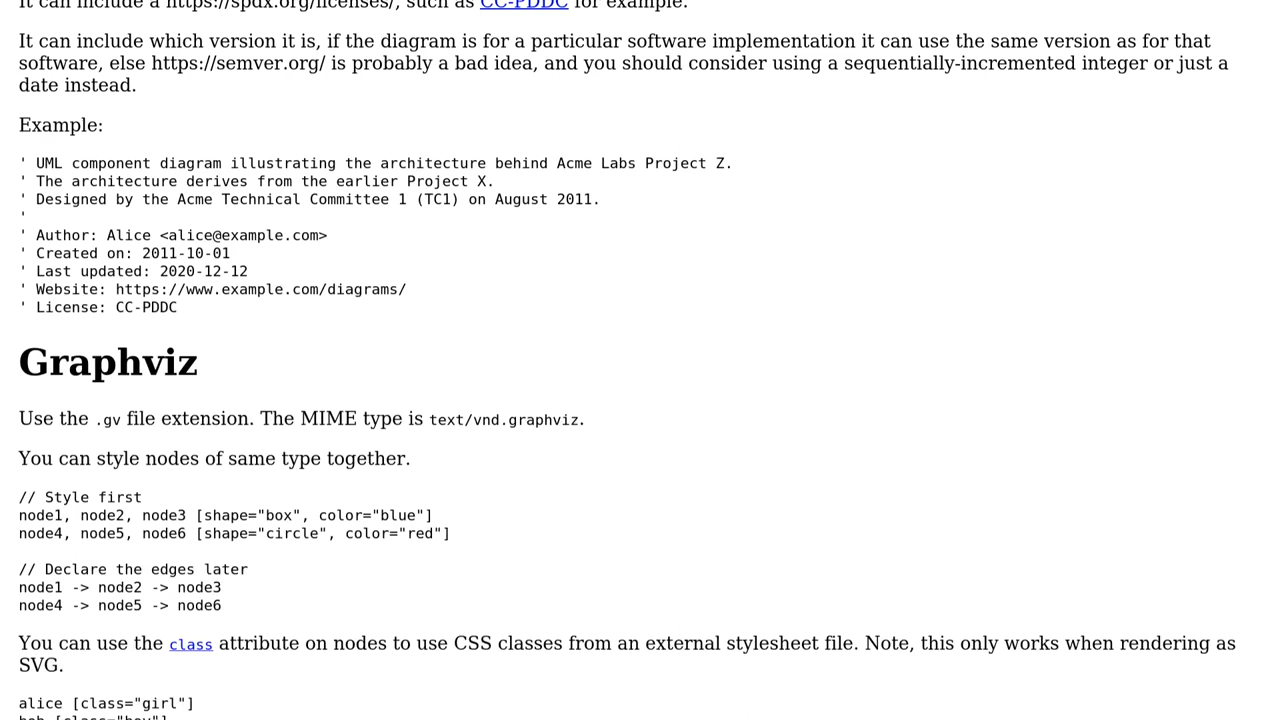 It can include a https://spdx.org/licenses/, such as CC-PDDC for example.
It can include which version it is, if the diagram is for a particular software implementation it can use the same version as for that
software, else https://semver.org/ is probably a bad idea, and you should consider using a sequentially-incremented integer or just a
date instead.
Example:
' UML component diagram illustrating the architecture behind Acme Labs Project Z.
' The architecture derives from the earlier Project X.
' Designed by the Acme Technical Committee 1 (TC1) on August 2011.
'
' Author: Alice <alice@example.com>
' Created on: 2011-10-01
' Last updated: 2020-12-12
' Website: https://www.example.com/diagrams/
' License: CC-PDDC
Graphviz
Use the .gv file extension. The MIME type is text/vnd.graphviz.
You can style nodes of same type together.
// Style first
node1, node2, node3 [shape="box", color="blue"]
node4, node5, node6 [shape="circle", color="red"]
// Declare the edges later
node1 -> node2 -> node3
node4 -> node5 -> node6
You can use the class attribute on nodes to use CSS classes from an external stylesheet file. Note, this only works when rendering as
SVG.
alice [class="girl"]
bob [class="boy"]